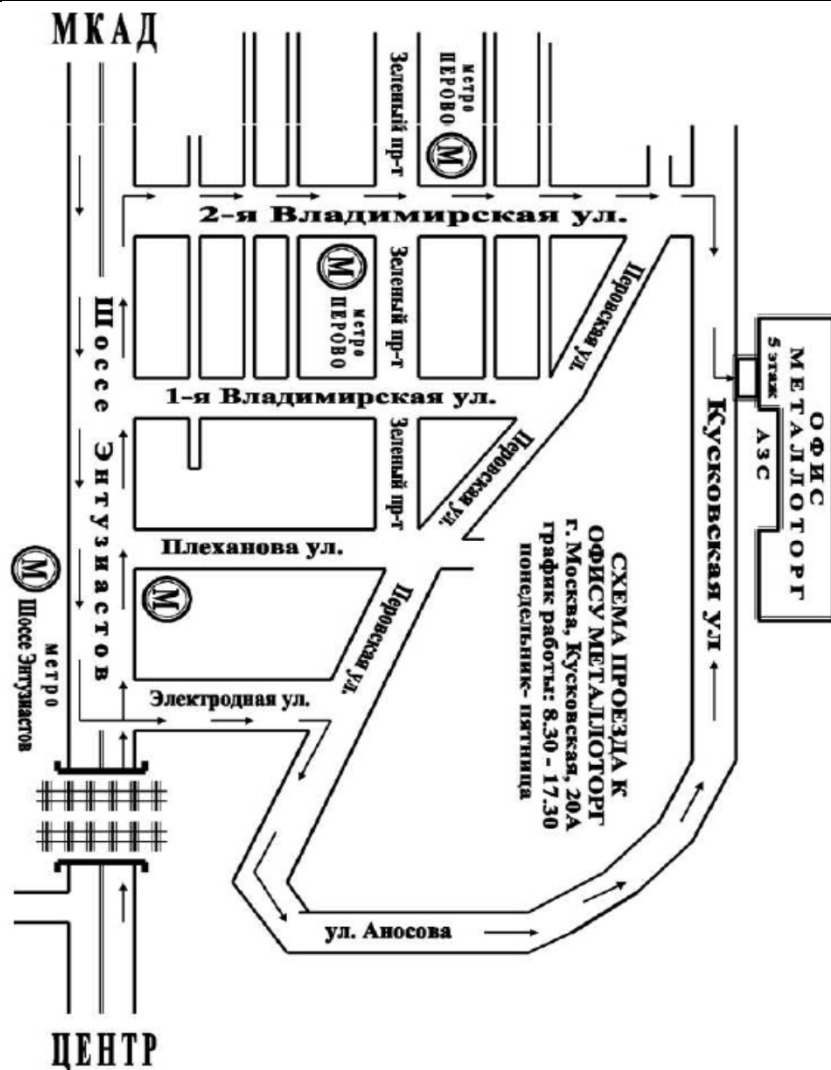 МКАД
метро
ПЕРОВО
М
Зеленый пр-т
2-я Владимирская ул.
М
метро
ПЕРОВО
Зеленый пр-т
Перовская ул.
Шоссе Энтузиастов
1-я Владимирская ул.
ОФИС
МЕТАЛЛОТОРГ
5 этаж
АЗС
Кусковская ул
Зеленый пр-т
Перовская ул.
Плеханова ул.
М
метро
Шоссе Энтузиастов
М
Перовская ул.
СХЕМА ПРОЕЗДА К
ОФИСУ МЕТАЛЛОТОРГ
г. Москва, Кусковская, 20А
график работы: 8.30 - 17.30
понедельник- пятница
Электродная ул.
ул. Аносова
ЦЕНТР